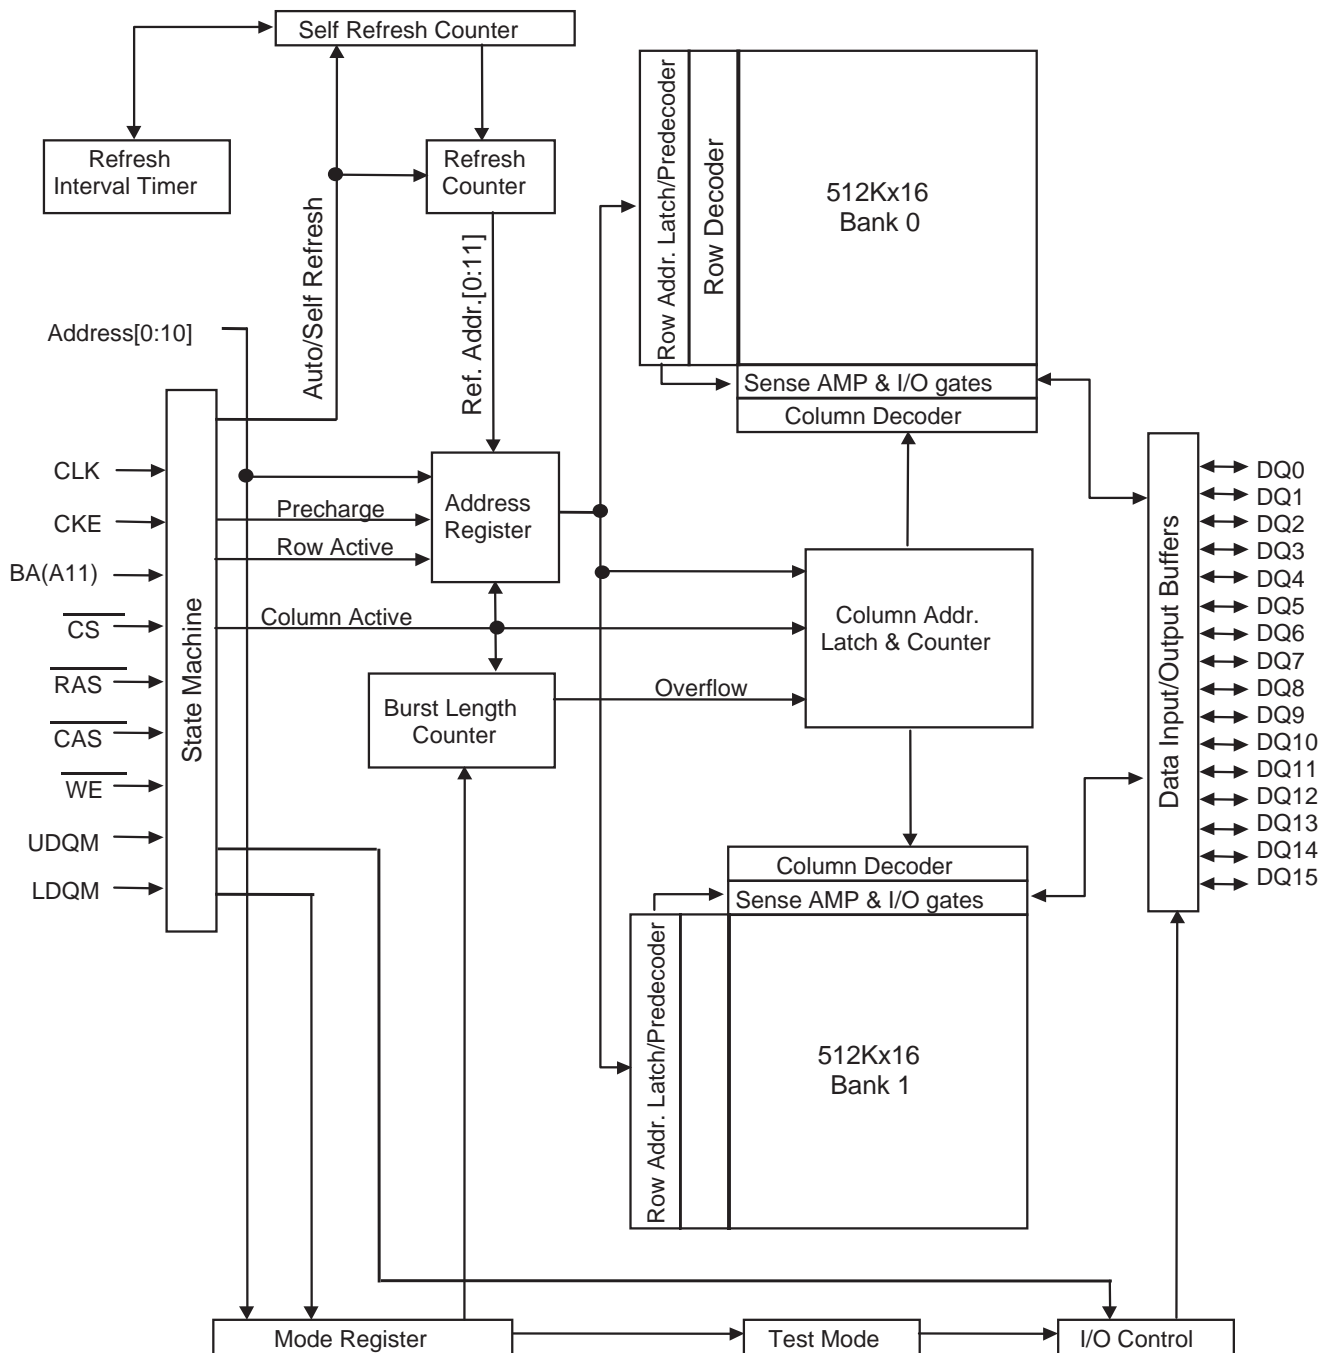 Self Refresh Counter
Refresh
Interval Timer
Refresh
Counter
Auto/Self Refresh
Ref. Addr.[0:11]
Row Addr. Latch/Predecoder
Row Decoder
512Kx16
Bank 0
Sense AMP & I/O gates
Column Decoder
Address[0:10]
CLK
CKE
BA(A11)
CS
RAS
CAS
WE
UDQM
LDQM
State Machine
Precharge
Row Active
Column Active
Address
Register
Burst Length
Counter
Overflow
Column Addr.
Latch & Counter
Data Input/Output Buffers
DQ0
DQ1
DQ2
DQ3
DQ4
DQ5
DQ6
DQ7
DQ8
DQ9
DQ10
DQ11
DQ12
DQ13
DQ14
DQ15
Column Decoder
Sense AMP & I/O gates
Row Addr. Latch/Predecoder
512Kx16
Bank 1
Mode Register
Test Mode
I/O Control